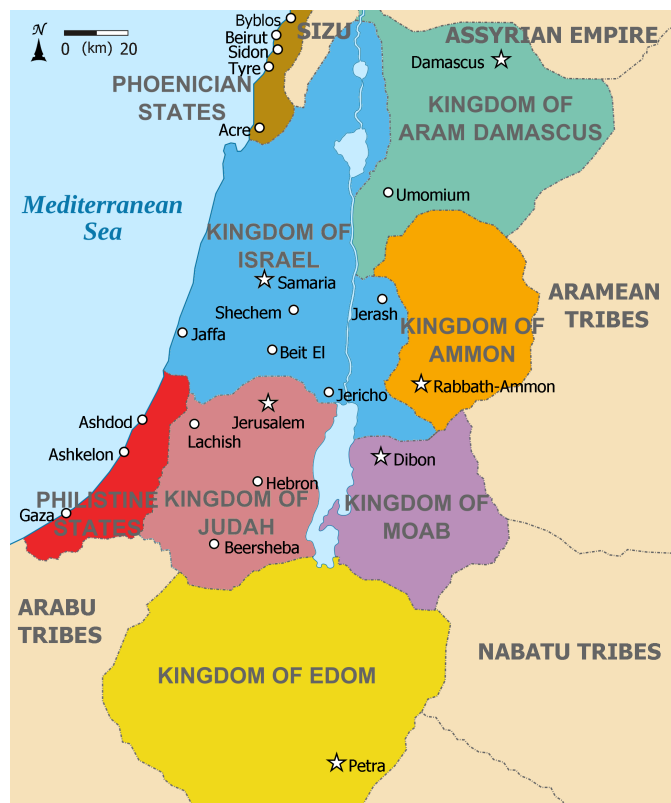 Byblos
Beirut
Sidon
Tyre
Acre
N
0 (km) 20
SIZU
ASSYRIAN EMPIRE
Damascus
PHOENICIAN
STATES
KINGDOM OF
ARAM DAMASCUS
Umomium
Mediterranean
Sea
KINGDOM OF
ISRAEL
Samaria
Shechem
Jerash
Jaffa
Beit El
ARAMEAN
TRIBES
KINGDOM OF
AMMON
Rabbath-Ammon
Jericho
Ashdod
Jerusalem
Lachish
Ashkelon
Dibon
Hebron
PHILISTINE
STATES
Gaza
KINGDOM OF
JUDAH
KINGDOM OF
MOAB
Beersheba
ARABU
TRIBES
NABATU TRIBES
KINGDOM OF EDOM
Petra